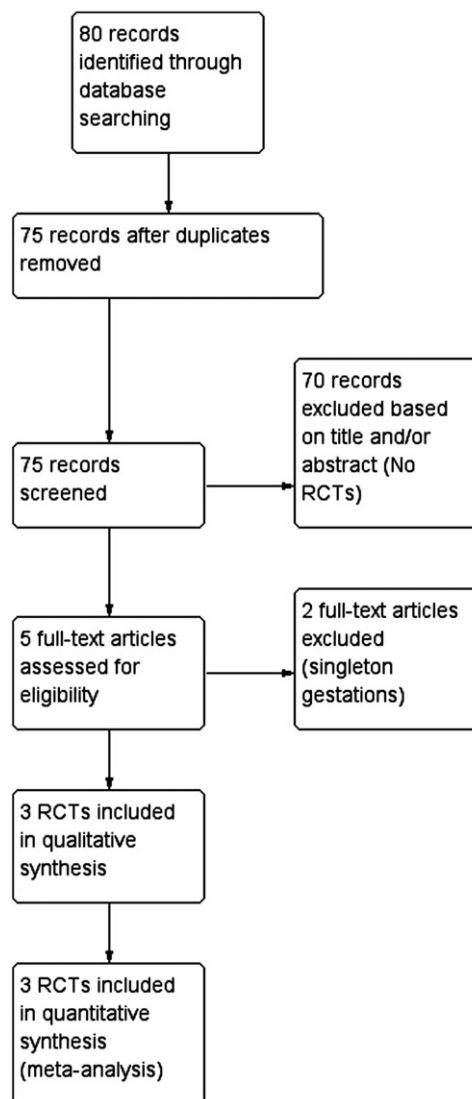 80 records
identified through
database
searching
75 records after duplicates
removed
70 records
excluded based
on title and/or
abstract (No
RCTs)
75 records
screened
2 full-text articles
excluded
(singleton
gestations)
5 full-text articles
assessed for
eligibility
3 RCTs included
in qualitative
synthesis
3 RCTs included
in quantitative
synthesis
(meta-analysis)